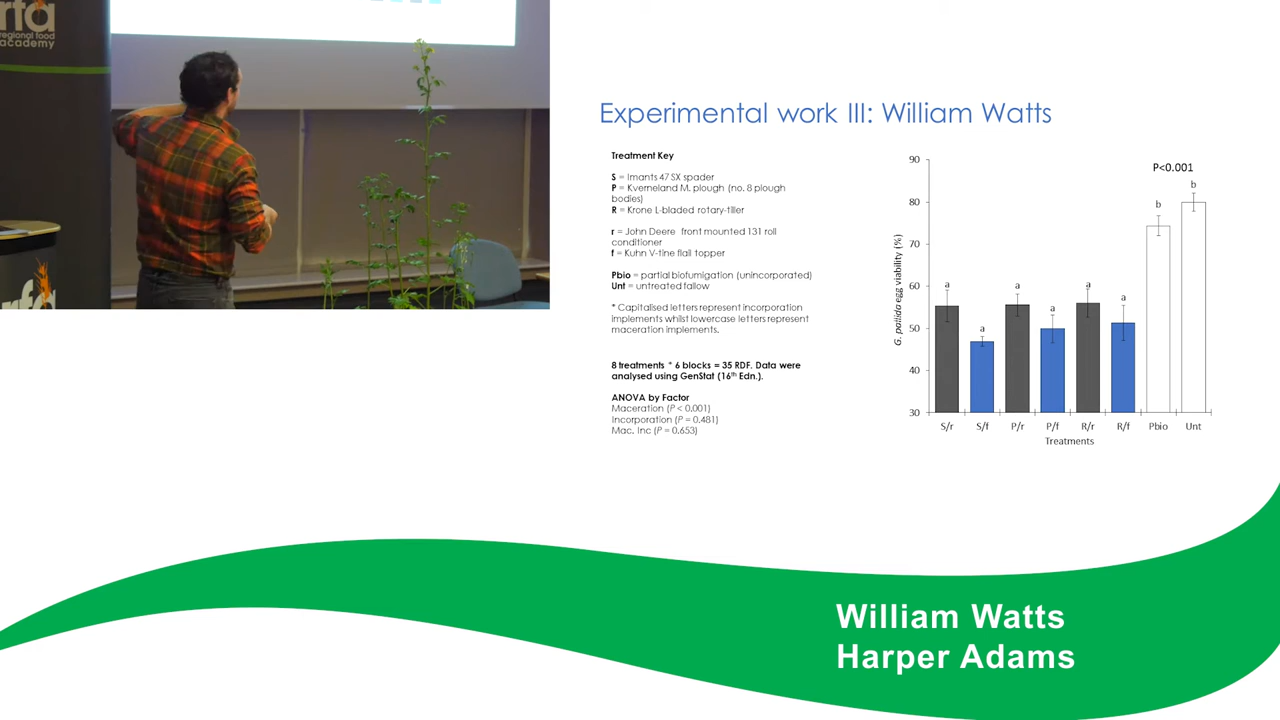 rfa
regional food
academy
rfa
Experimental work III: William Watts
Treatment Key
S = Imants 47 SX spader
P = Kverneland M. plough (no. 8 plough
bodies)
R = Krone L-bladed rotary-tiller
r = John Deere front mounted 131 roll
conditioner
f = Kuhn V-tine flail topper
Pbio = partial biofumigation (unincorporated)
Unt = untreated fallow
* Capitalised letters represent incorporation
implements whilst lowercase letters represent
maceration implements.
8 treatments * 6 blocks = 35 RDF. Data were
analysed using GenStat (16th Edn.).
ANOVA by Factor
Maceration (P < 0.001)
Incorporation (P = 0.481)
Mac. Inc (P = 0.653)
P<0.001
G. pallida egg viability (%)
90
80
70
60
50
40
30
a
a
a
a
a
a
b
b
S/r
S/f
P/r
P/f
R/r
R/f
Pbio
Unt
Treatments
William Watts
Harper Adams